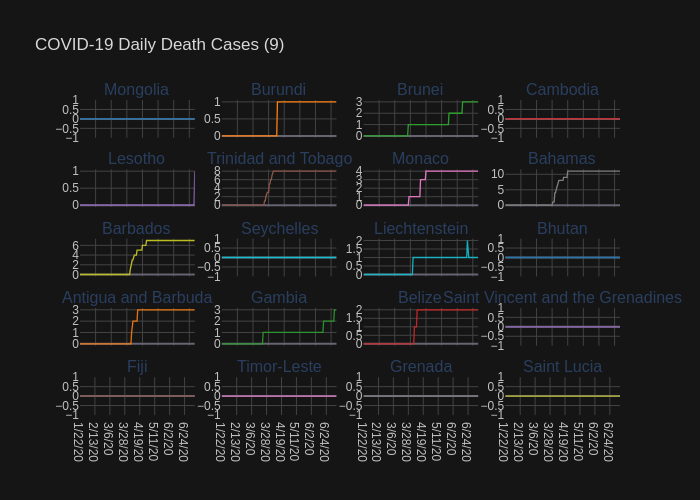 COVID-19 Daily Death Cases (9)
Mongolia Burundi Brunei Cambodia
1 0.5 0 −0.5 −1 1 0.5 0 3 2 1 0 1 0.5 0 −0.5 −1
Lesotho Trinidad and Tobago Monaco Bahamas
1 0.5 0 8 6 4 2 0 4 3 2 1 0 10 5 0
Barbados Seychelles Liechtenstein Bhutan
6 4 2 0 1 0.5 0 −0.5 −1 2 1.5 1 0.5 0 1 0.5 0 −0.5 −1
Antigua and Barbuda Gambia Belize Saint Vincent and the Grenadines
3 2 1 0 3 2 1 0 2 1.5 1 0.5 0 1 0.5 0 −0.5 −1
Fiji Timor-Leste Grenada Saint Lucia
1 0.5 0 −0.5 −1 1 0.5 0 −0.5 −1 1 0.5 0 −0.5 −1 1 0.5 0 −0.5 −1
1/22/20 2/13/20 3/6/20 3/28/20 4/19/20 5/11/20 6/2/20 6/24/20 1/22/20 2/13/20 3/6/20 3/28/20 4/19/20 5/11/20 6/2/20 6/24/20 1/22/20 2/13/20 3/6/20 3/28/20 4/19/20 5/11/20 6/2/20 6/24/20 1/22/20 2/13/20 3/6/20 3/28/20 4/19/20 5/11/20 6/2/20 6/24/20